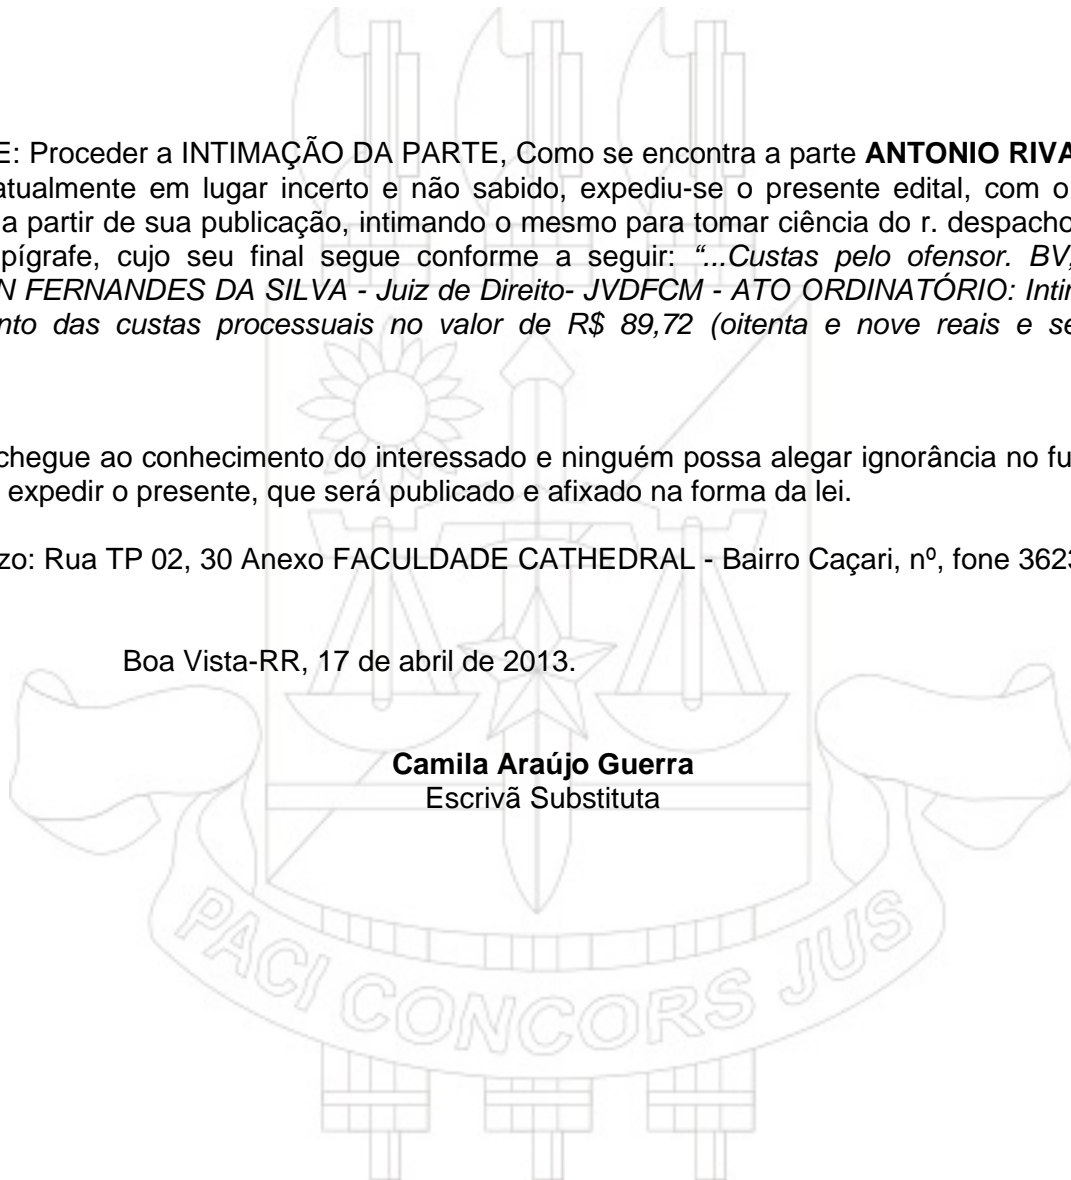 E: Proceder a INTIMAÇÃO DA PARTE, Como se encontra a parte ANTONIO RIVA
atualmente em lugar incerto e não sabido, expediu-se o presente edital, com o
a partir de sua publicação, intimando o mesmo para tomar ciência do r. despacho
pígrafe, cujo seu final segue conforme a seguir: “...Custas pelo ofensor. BV,
N FERNANDES DA SILVA - Juiz de Direito- JVDFCM - ATO ORDINATÓRIO: Intir
nto das custas processuais no valor de R$ 89,72 (oitenta e nove reais e se
chegue ao conhecimento do interessado e ninguém possa alegar ignorância no fu
expedir o presente, que será publicado e afixado na forma da lei.
zo: Rua TP 02, 30 Anexo FACULDADE CATHEDRAL - Bairro Caçari, nº, fone 3623
Boa Vista-RR, 17 de abril de 2013.
Camila Araújo Guerra
Escrivã Substituta
PACI CONCORS JUS